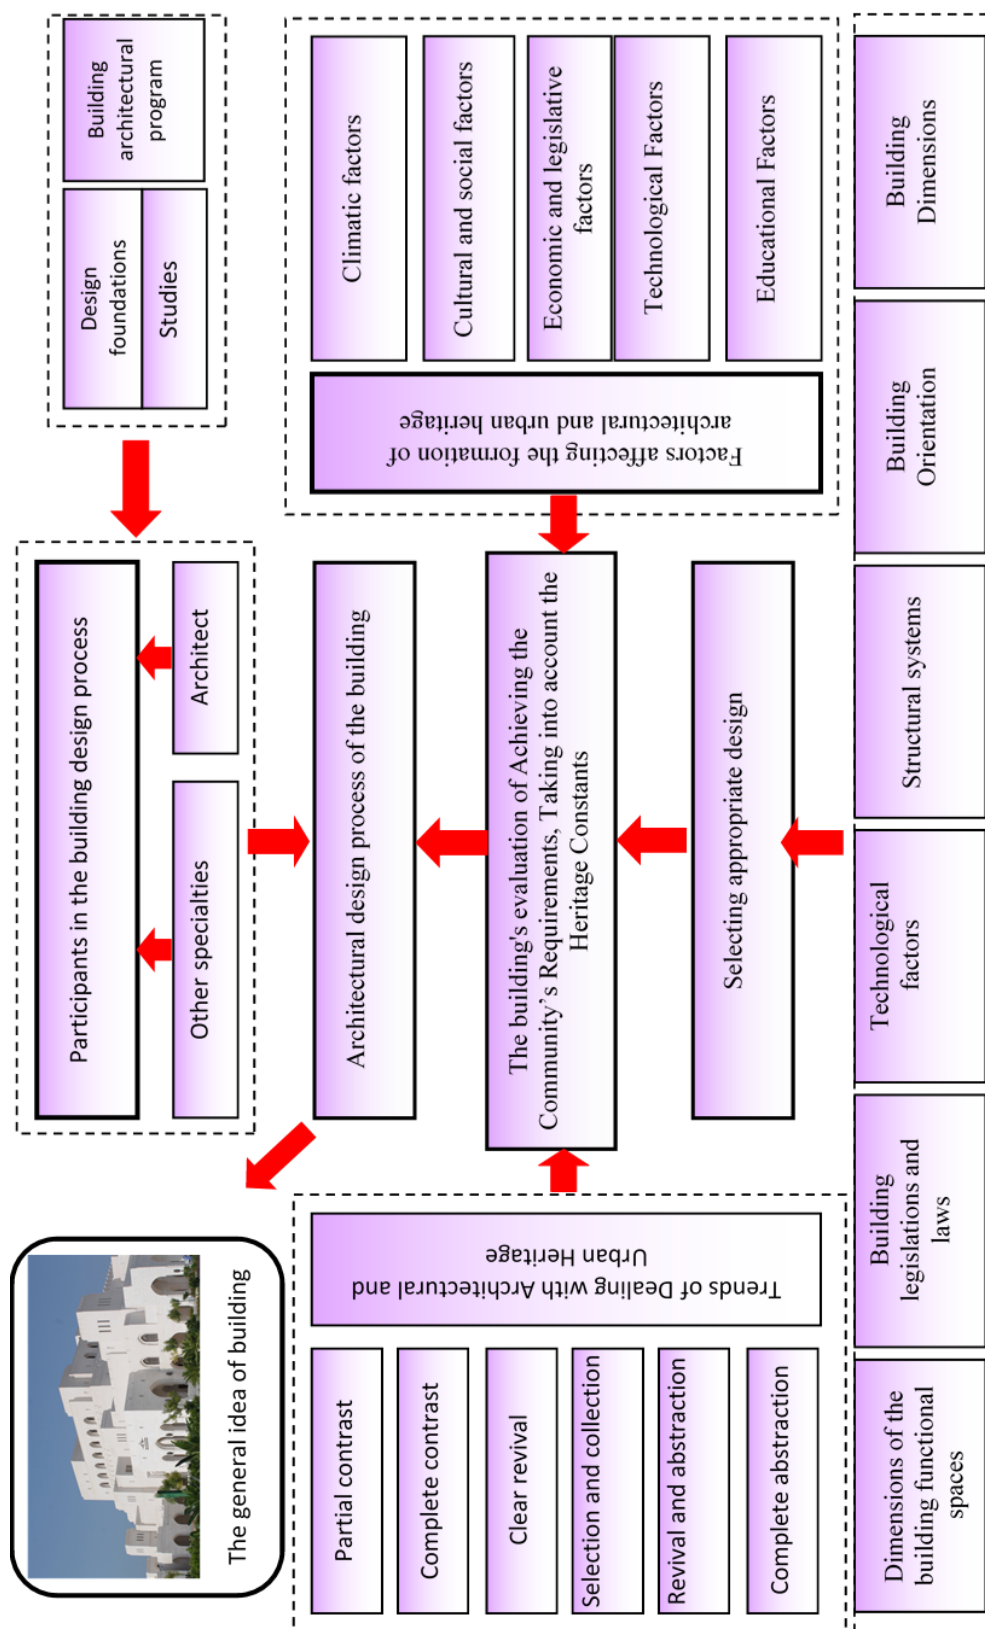 Building
architectural
program
Design
foundations
Studies
Participants in the building design process
Architect
Other specialties
The general idea of building
Climatic factors
Cultural and social factors
Economic and legislative
factors
Technological Factors
Educational Factors
Factors affecting the formation of
architectural and urban heritage
Architectural design process of the building
The building's evaluation of Achieving the
Community’s Requirements, Taking into account the
Heritage Constants
Selecting appropriate design
Trends of Dealing with Architectural and
Urban Heritage
Partial contrast
Complete contrast
Clear revival
Selection and collection
Revival and abstraction
Complete abstraction
Dimensions of the
building functional
spaces
Building
legislations and
laws
Technological
factors
Structural systems
Building
Orientation
Building
Dimensions